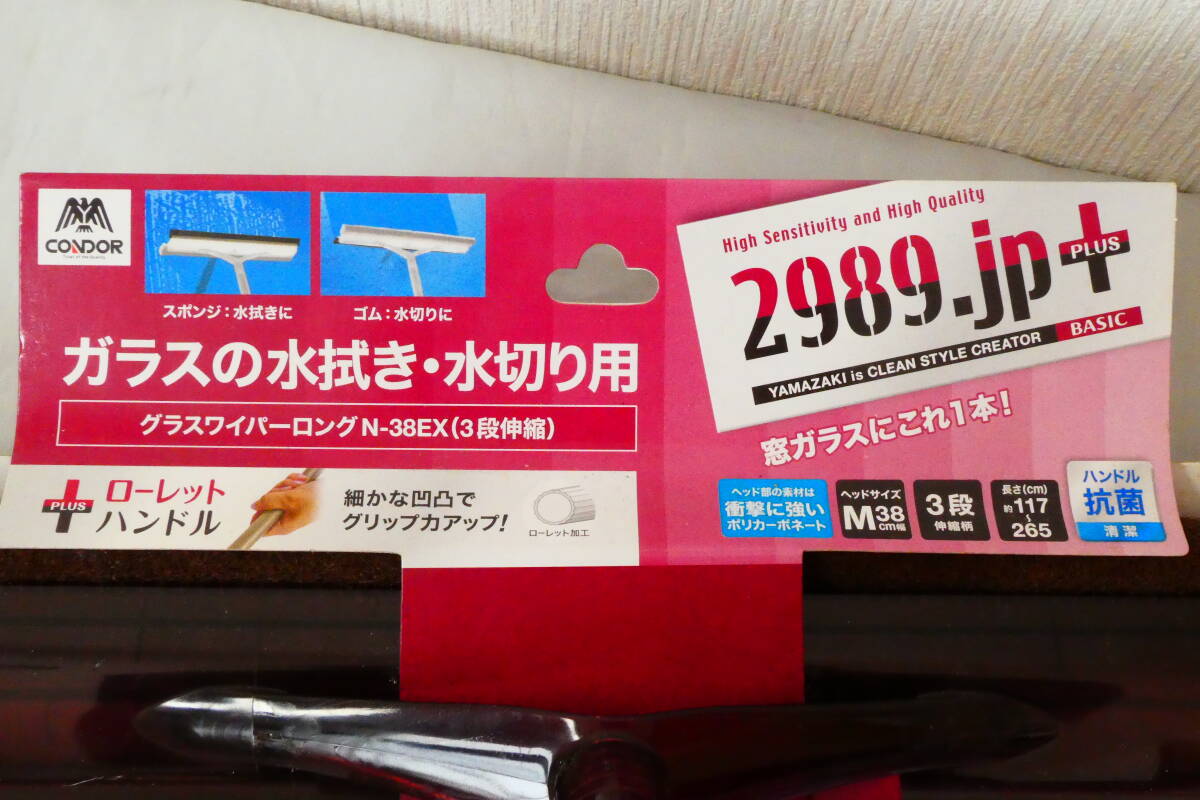 CONDOR
スポンジ:水拭きに
ゴム:水切りに
ガラスの水拭き・水切り用
グラスワイパーロング N-38EX(3段伸縮)
PLUS
ローレット
ハンドル
細かな凹凸で
グリップ力アップ!
ローレット加工
High Sensitivity and High Quality
2989.jp
PLUS
YAMAZAKI is CLEAN STYLE CREATOR
BASIC
窓ガラスにこれ1本!
ヘッド部の素材は
衝撃に強い
ポリカーボネート
ヘッドサイズ
M38
cm幅
3段
伸縮柄
長さ(cm)
約117
~
265
ハンドル
抗菌
清潔